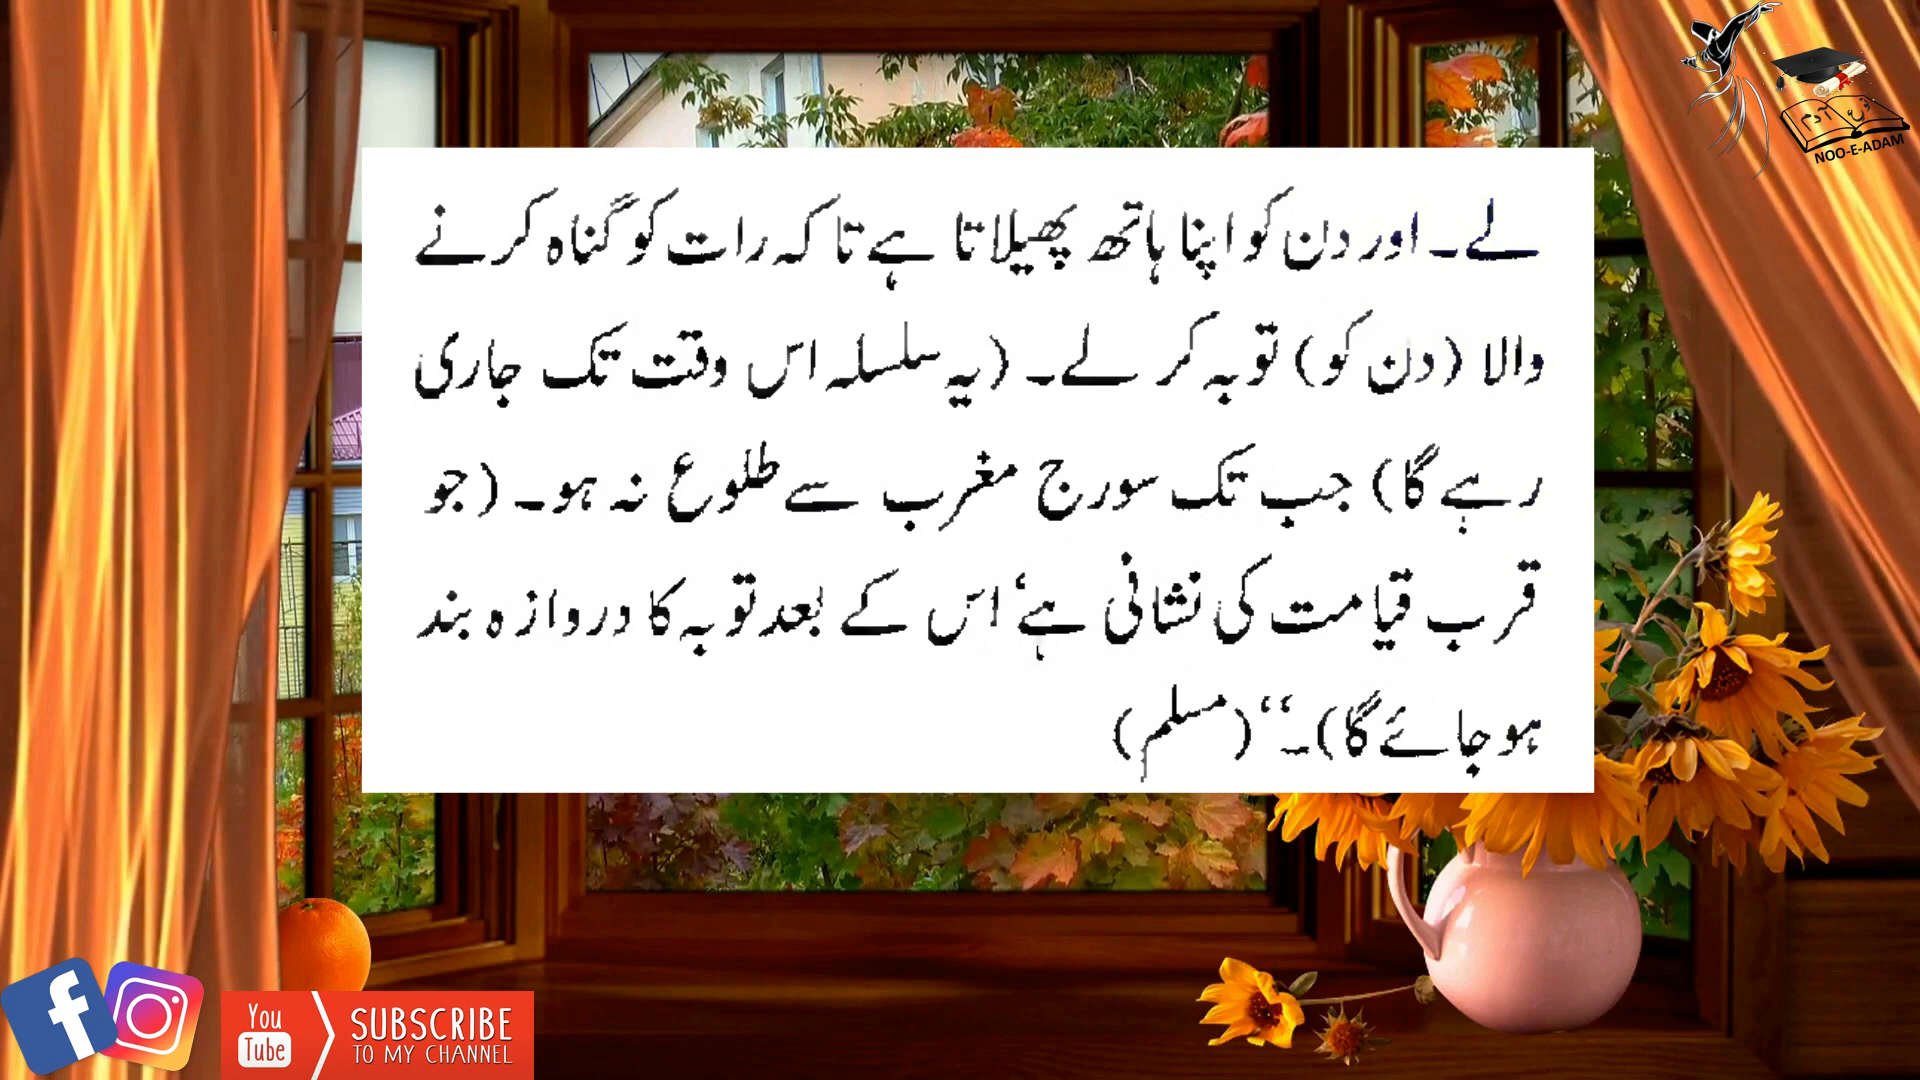 لے۔ اور دن کو اپنا ہاتھ پھیلاتا ہے تاکہ رات کو گناہ کرنے
والا (دن کو) توبہ کر لے۔ (یہ سلسلہ اس وقت تک جاری
رہے گا) جب تک سورج مغرب سے طلوع نہ ہو۔ (جو
قرب قیامت کی نشانی ہے‘ اس کے بعد توبہ کا دروازہ بند
ہو جائے گا)۔‘‘ (مسلم)
نوع آدم
NOO-E-ADAM
You
Tube
SUBSCRIBE
TO MY CHANNEL